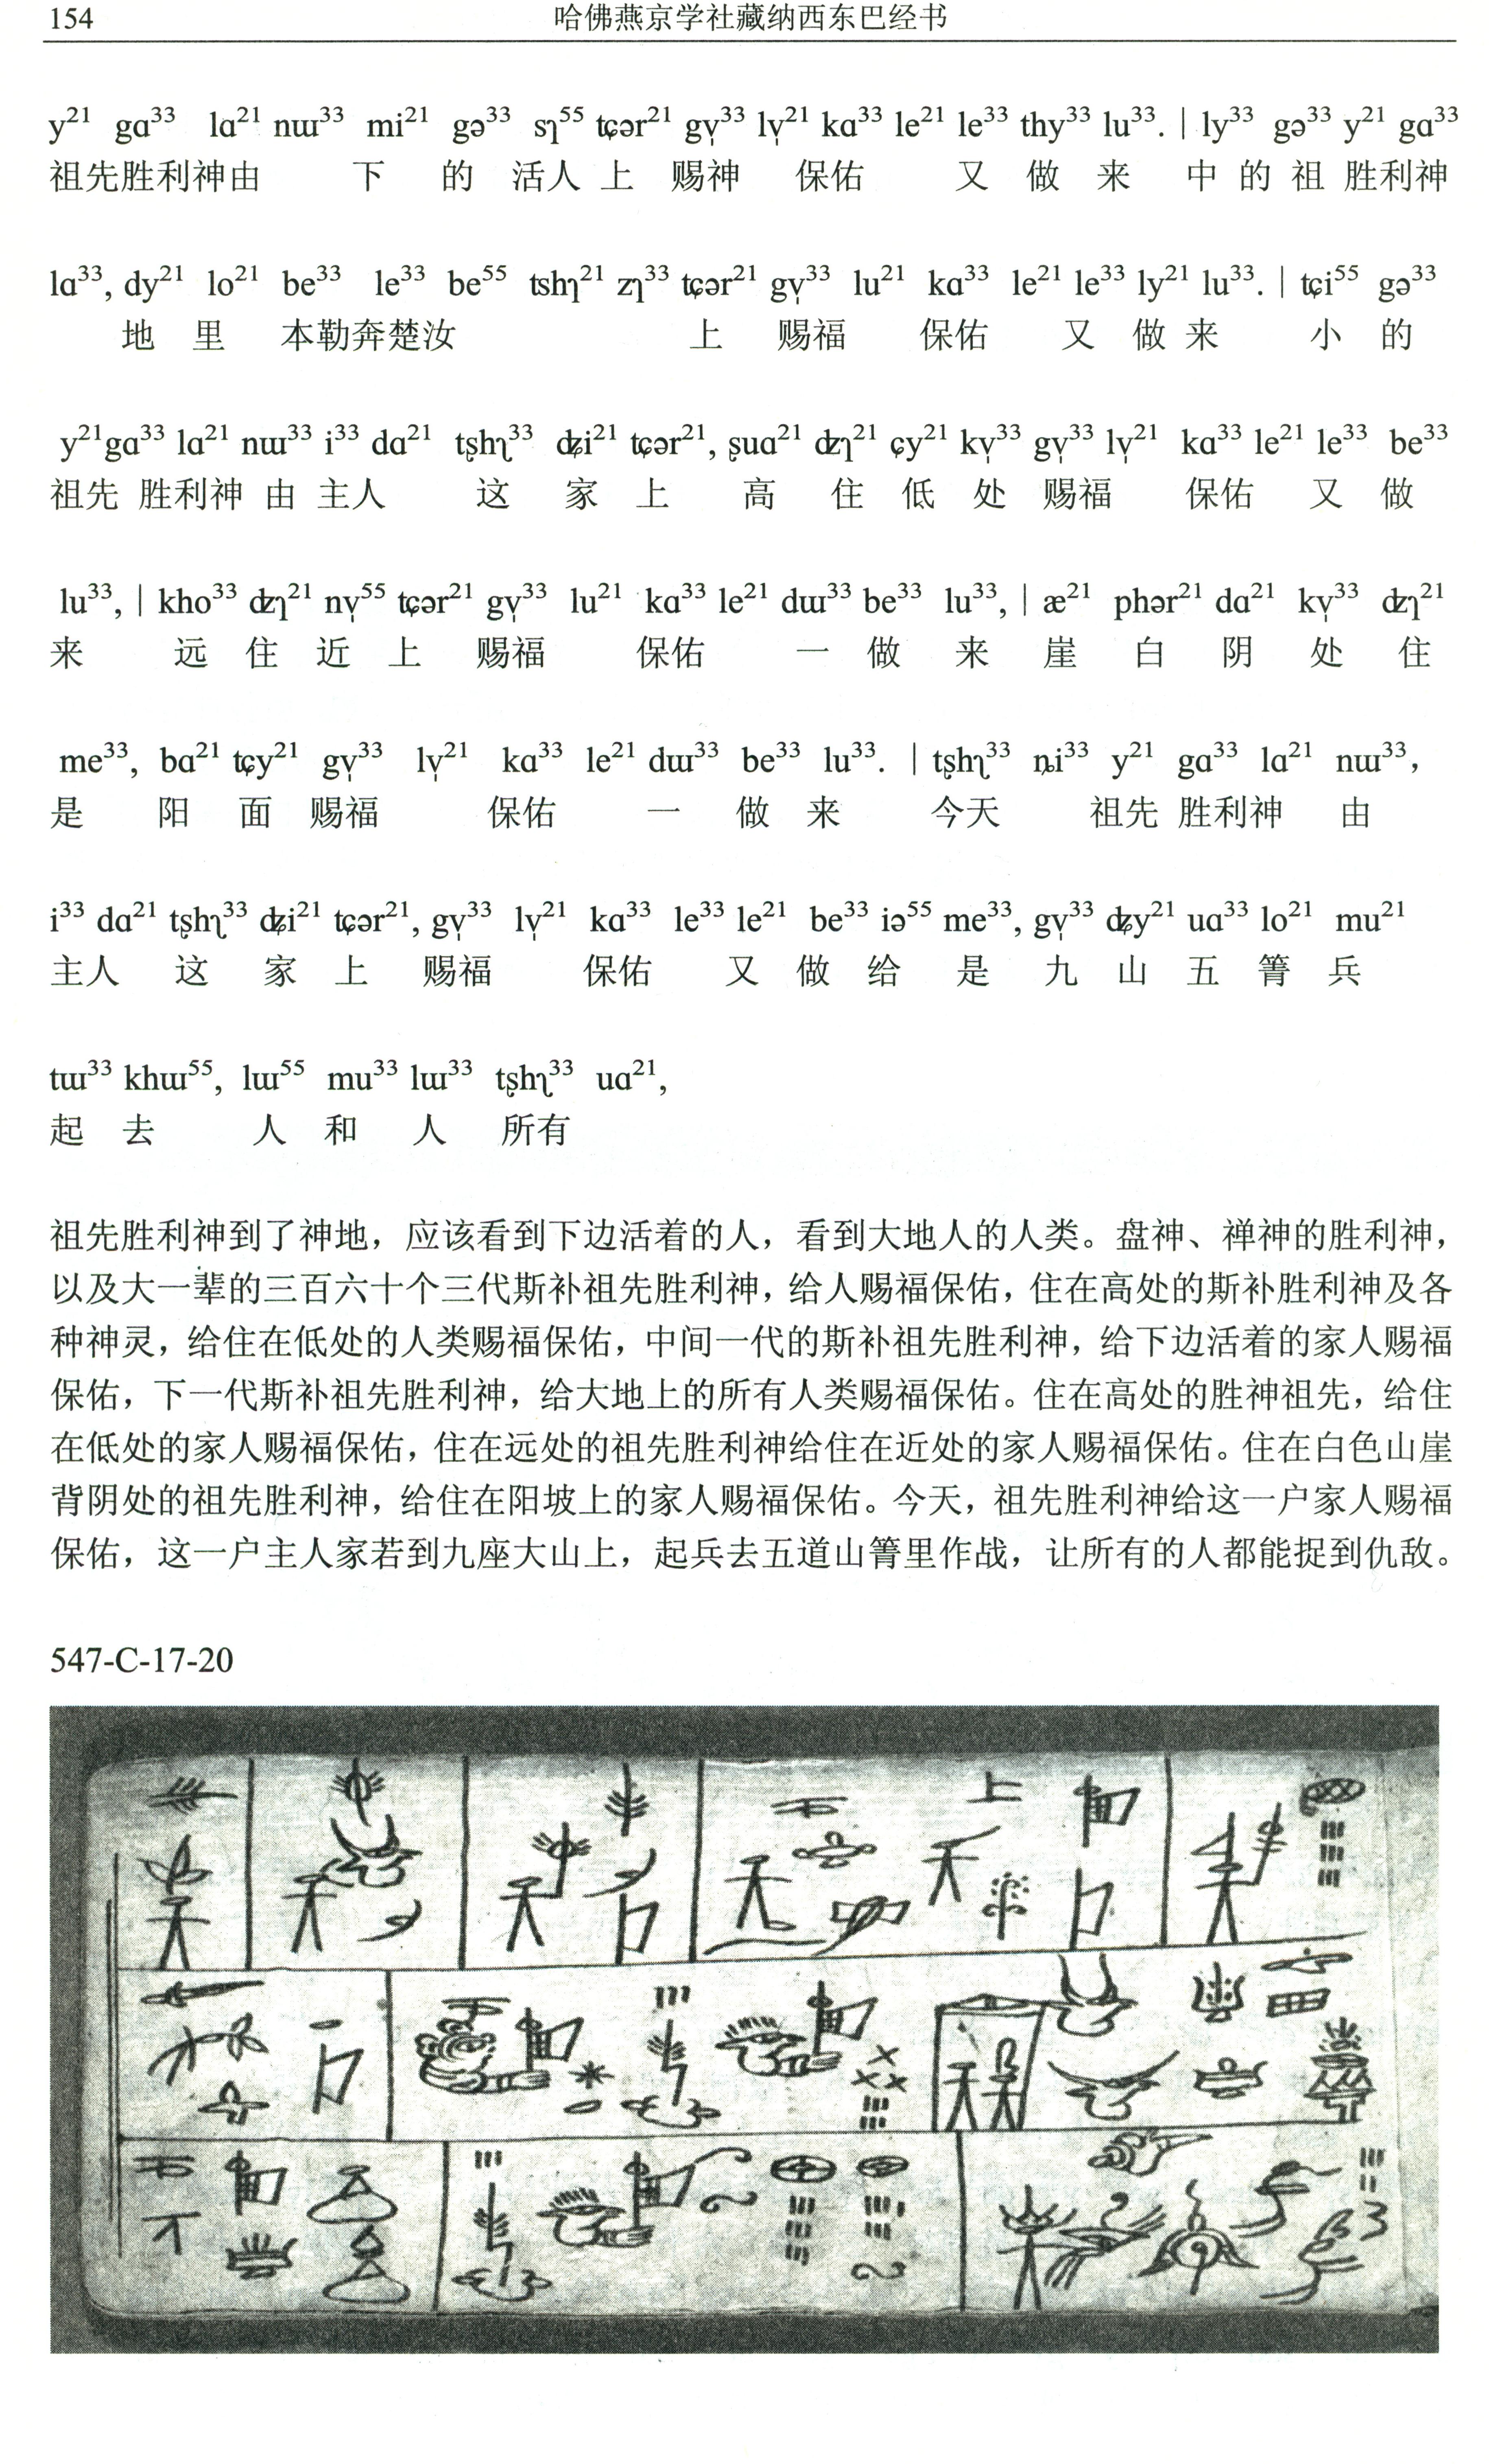 154 哈佛燕京学社藏纳西东巴经书
y²¹ gɑ³³ lɑ²¹ nɯ³³ mi²¹ gə³³ sɿ⁵⁵ tɕər²¹ gv̩³³ lv̩²¹ kɑ³³ le²¹ le³³ thy³³ lu³³. | ly³³ gə³³ y²¹ gɑ³³
祖先胜利神由 下 的 活人 上 赐神 保佑 又 做 来 中 的 祖 胜利神
lɑ³³, dy²¹ lo²¹ be³³ le³³ be⁵⁵ tshɿ²¹ zɿ³³ tɕər²¹ gv̩³³ lu²¹ kɑ³³ le²¹ le³³ ly²¹ lu³³. | tɕi⁵⁵ gə³³
地 里 本勒奔楚汝 上 赐福 保佑 又 做 来 小 的
y²¹gɑ³³ lɑ²¹ nɯ³³ i³³ dɑ²¹ tʂhʅ³³ dʑi²¹ tɕər²¹, ʂuɑ²¹ dzɿ²¹ ɕy²¹ kv̩³³ gv̩³³ lv̩²¹ kɑ³³ le²¹ le³³ be³³
祖先 胜利神 由 主人 这 家 上 高 住 低 处 赐福 保佑 又 做
lu³³, | kho³³ dzɿ²¹ nv̩⁵⁵ tɕər²¹ gv̩³³ lu²¹ kɑ³³ le²¹ dɯ³³ be³³ lu³³, | æ²¹ phər²¹ dɑ²¹ kv̩³³ dzɿ²¹
来 远 住 近 上 赐福 保佑 一 做 来 崖 白 阴 处 住
me³³, bɑ²¹ tɕy²¹ gv̩³³ lv̩²¹ kɑ³³ le²¹ dɯ³³ be³³ lu³³. | tʂhʅ³³ ȵi³³ y²¹ gɑ³³ lɑ²¹ nɯ³³,
是 阳 面 赐福 保佑 一 做 来 今天 祖先 胜利神 由
i³³ dɑ²¹ tʂhʅ³³ dʑi²¹ tɕər²¹, gv̩³³ lv̩²¹ kɑ³³ le³³ le²¹ be³³ iə⁵⁵ me³³, gv̩³³ dʑy²¹ uɑ³³ lo²¹ mu²¹
主人 这 家 上 赐福 保佑 又 做 给 是 九 山 五 箐 兵
tɯ³³ khɯ⁵⁵, lɯ⁵⁵ mu³³ lɯ³³ tʂhʅ³³ uɑ²¹,
起 去 人 和 人 所有
祖先胜利神到了神地，应该看到下边活着的人，看到大地人的人类。盘神、禅神的胜利神，
以及大一辈的三百六十个三代斯补祖先胜利神，给人赐福保佑，住在高处的斯补胜利神及各
种神灵，给住在低处的人类赐福保佑，中间一代的斯补祖先胜利神，给下边活着的家人赐福
保佑，下一代斯补祖先胜利神，给大地上的所有人类赐福保佑。住在高处的胜神祖先，给住
在低处的家人赐福保佑，住在远处的祖先胜利神给住在近处的家人赐福保佑。住在白色山崖
背阴处的祖先胜利神，给住在阳坡上的家人赐福保佑。今天，祖先胜利神给这一户家人赐福
保佑，这一户主人家若到九座大山上，起兵去五道山箐里作战，让所有的人都能捉到仇敌。
547-C-17-20